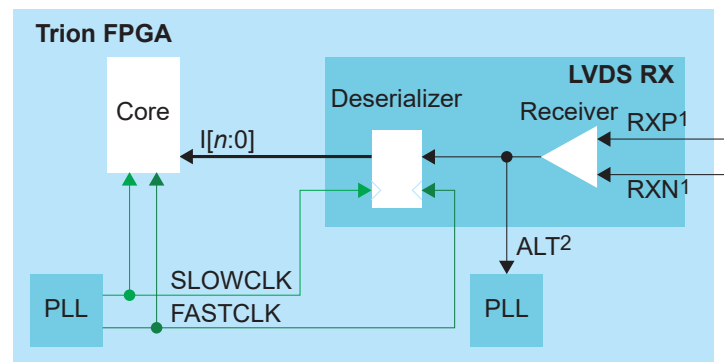 Trion FPGA
LVDS RX
Deserializer
Core
Receiver
RXP1
I[n:0]
RXN1
ALT2
SLOWCLK
PLL
PLL
FASTCLK